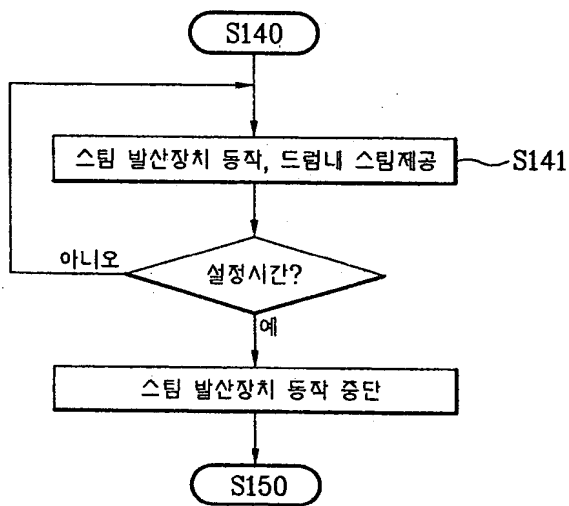 S140
스팀 발산장치 동작, 드럼내 스팀제공
S141
아니오
설정시간?
예
스팀 발산장치 동작 중단
S150